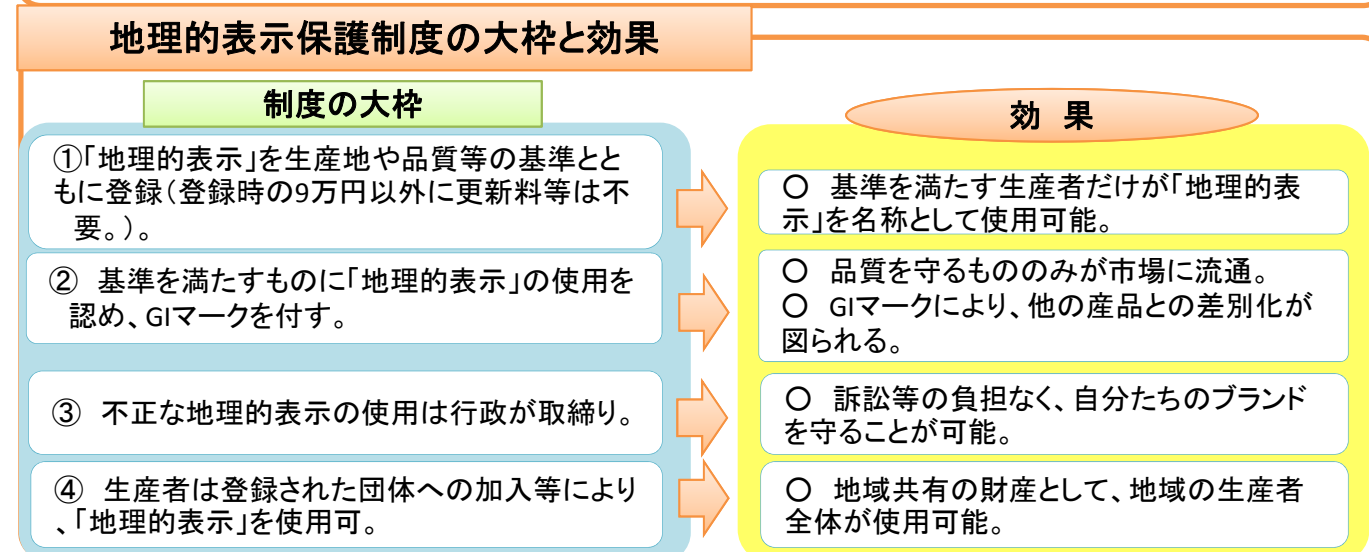 地理的表示保護制度の大枠と効果
制度の大枠
①「地理的表示」を生産地や品質等の基準とと
もに登録(登録時の9万円以外に更新料等は不
要。)。
② 基準を満たすものに「地理的表示」の使用を
認め、GIマークを付す。
③ 不正な地理的表示の使用は行政が取締り。
④ 生産者は登録された団体への加入等により
、「地理的表示」を使用可。
効 果
○ 基準を満たす生産者だけが「地理的表
示」を名称として使用可能。
○ 品質を守るもののみが市場に流通。
○ GIマークにより、他の産品との差別化が
図られる。
○ 訴訟等の負担なく、自分たちのブランド
を守ることが可能。
○ 地域共有の財産として、地域の生産者
全体が使用可能。